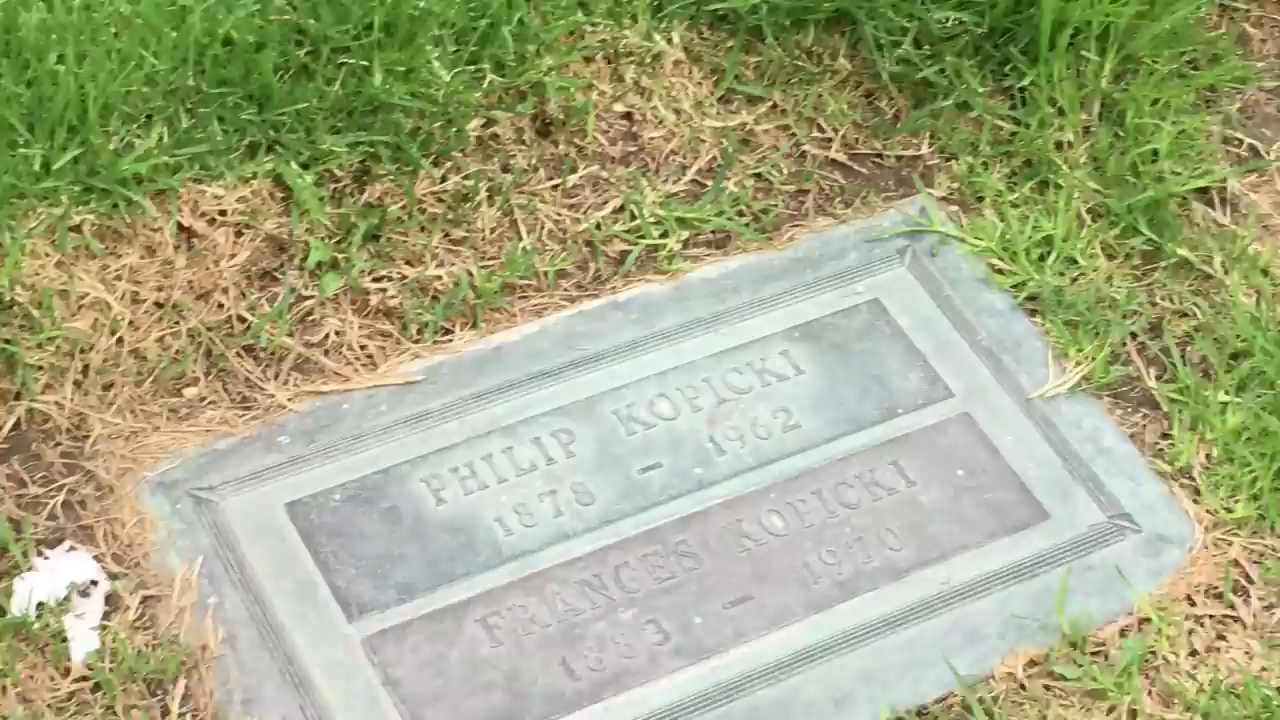 PHILIP KOPICKI
1878 – 1962
FRANCES KOPICKI
1883 – 1970